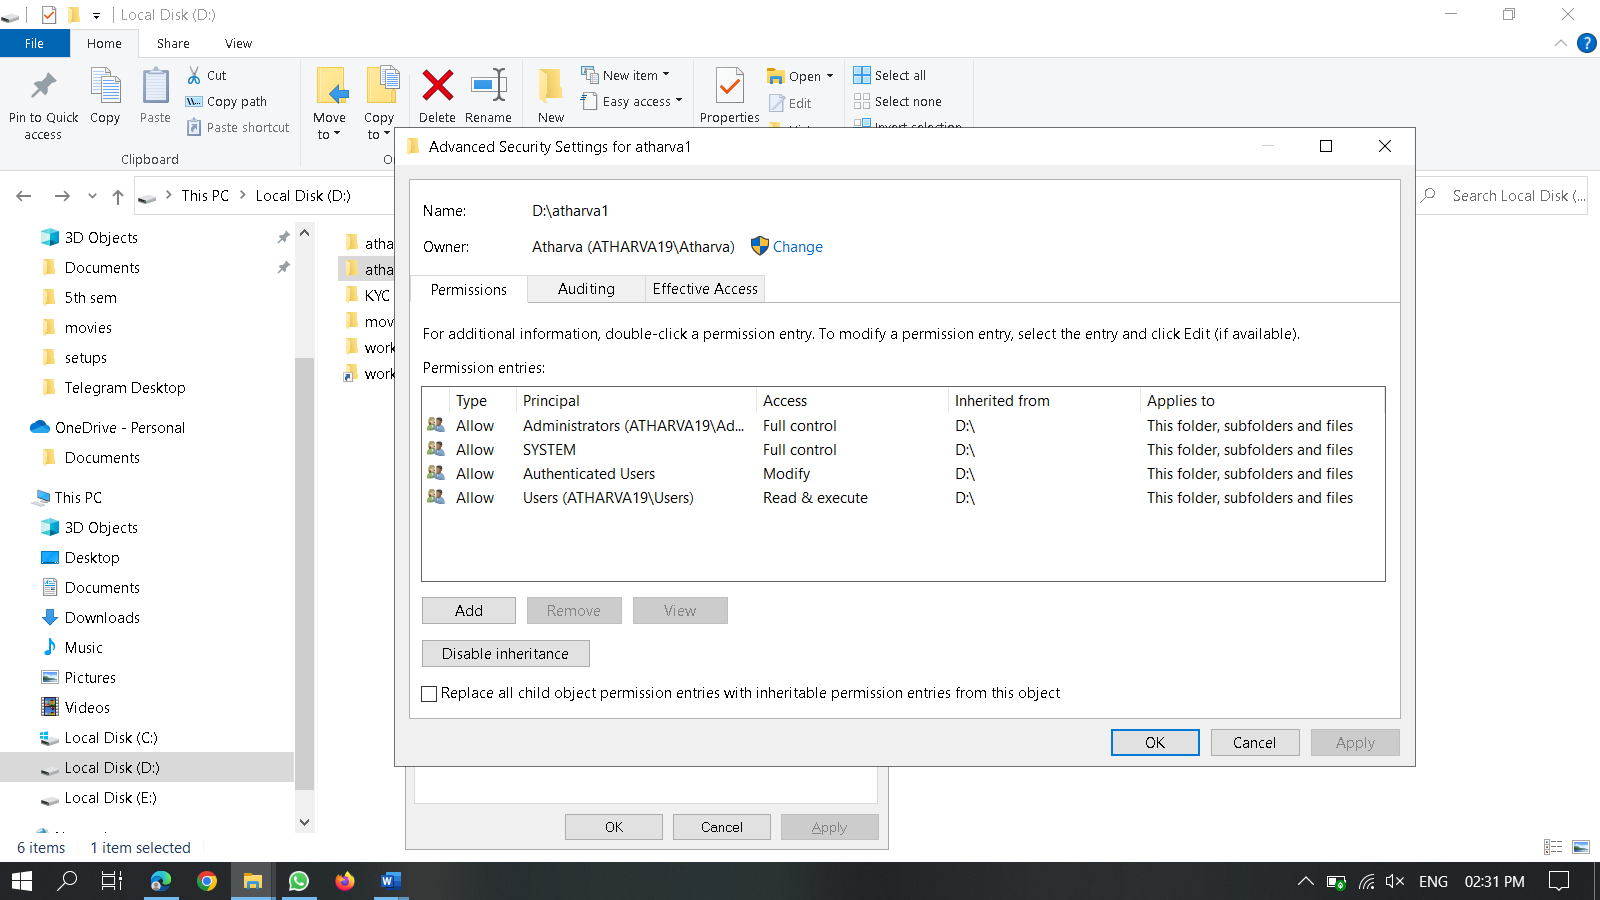 Local Disk (D:)
File Home Share View
Pin to Quick access
Copy
Paste
Cut
Copy path
Paste shortcut
Clipboard
Move to
Copy to
Delete
Rename
New
New item
Easy access
Properties
Open
Edit
Select all
Select none
Invert selection
This PC Local Disk (D:)
Search Local Disk (...
3D Objects
Documents
5th sem
movies
setups
Telegram Desktop
OneDrive - Personal
Documents
This PC
3D Objects
Desktop
Documents
Downloads
Music
Pictures
Videos
Local Disk (C:)
Local Disk (D:)
Local Disk (E:)
atha
atha
KYC
mov
work
work
Advanced Security Settings for atharva1
Name: D:\atharva1
Owner: Atharva (ATHARVA19\Atharva) Change
Permissions Auditing Effective Access
For additional information, double-click a permission entry. To modify a permission entry, select the entry and click Edit (if available).
Permission entries:
Type Principal Access Inherited from Applies to
Allow Administrators (ATHARVA19\Ad... Full control D:\ This folder, subfolders and files
Allow SYSTEM Full control D:\ This folder, subfolders and files
Allow Authenticated Users Modify D:\ This folder, subfolders and files
Allow Users (ATHARVA19\Users) Read & execute D:\ This folder, subfolders and files
Add Remove View
Disable inheritance
Replace all child object permission entries with inheritable permission entries from this object
OK Cancel Apply
OK Cancel Apply
6 items 1 item selected
ENG 02:31 PM